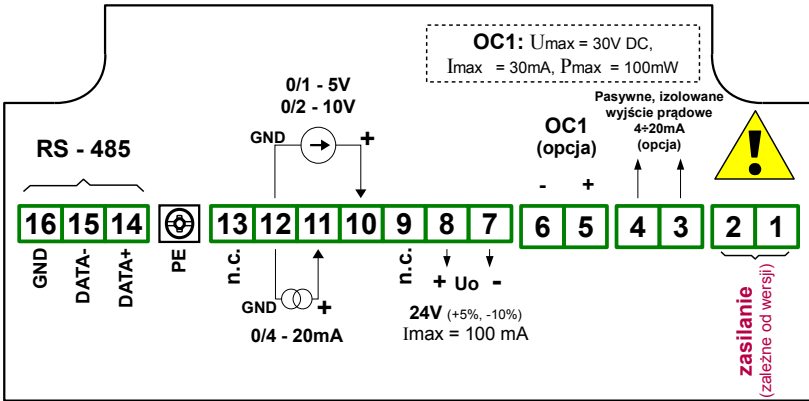 OC1: Umax = 30V DC,
Imax = 30mA, Pmax = 100mW
0/1 - 5V
0/2 - 10V
Pasywne, izolowane
wyjście prądowe
4÷20mA
(opcja)
RS - 485
GND
+
OC1
(opcja)
- +
16 15 14
13 12 11 10 9 8 7
6 5
4 3
2 1
GND
DATA-
DATA+
PE
n.c.
GND
+
0/4 - 20mA
n.c.
+ Uo -
24V (+5%, -10%)
Imax = 100 mA
zasilanie
(zależne od wersji)